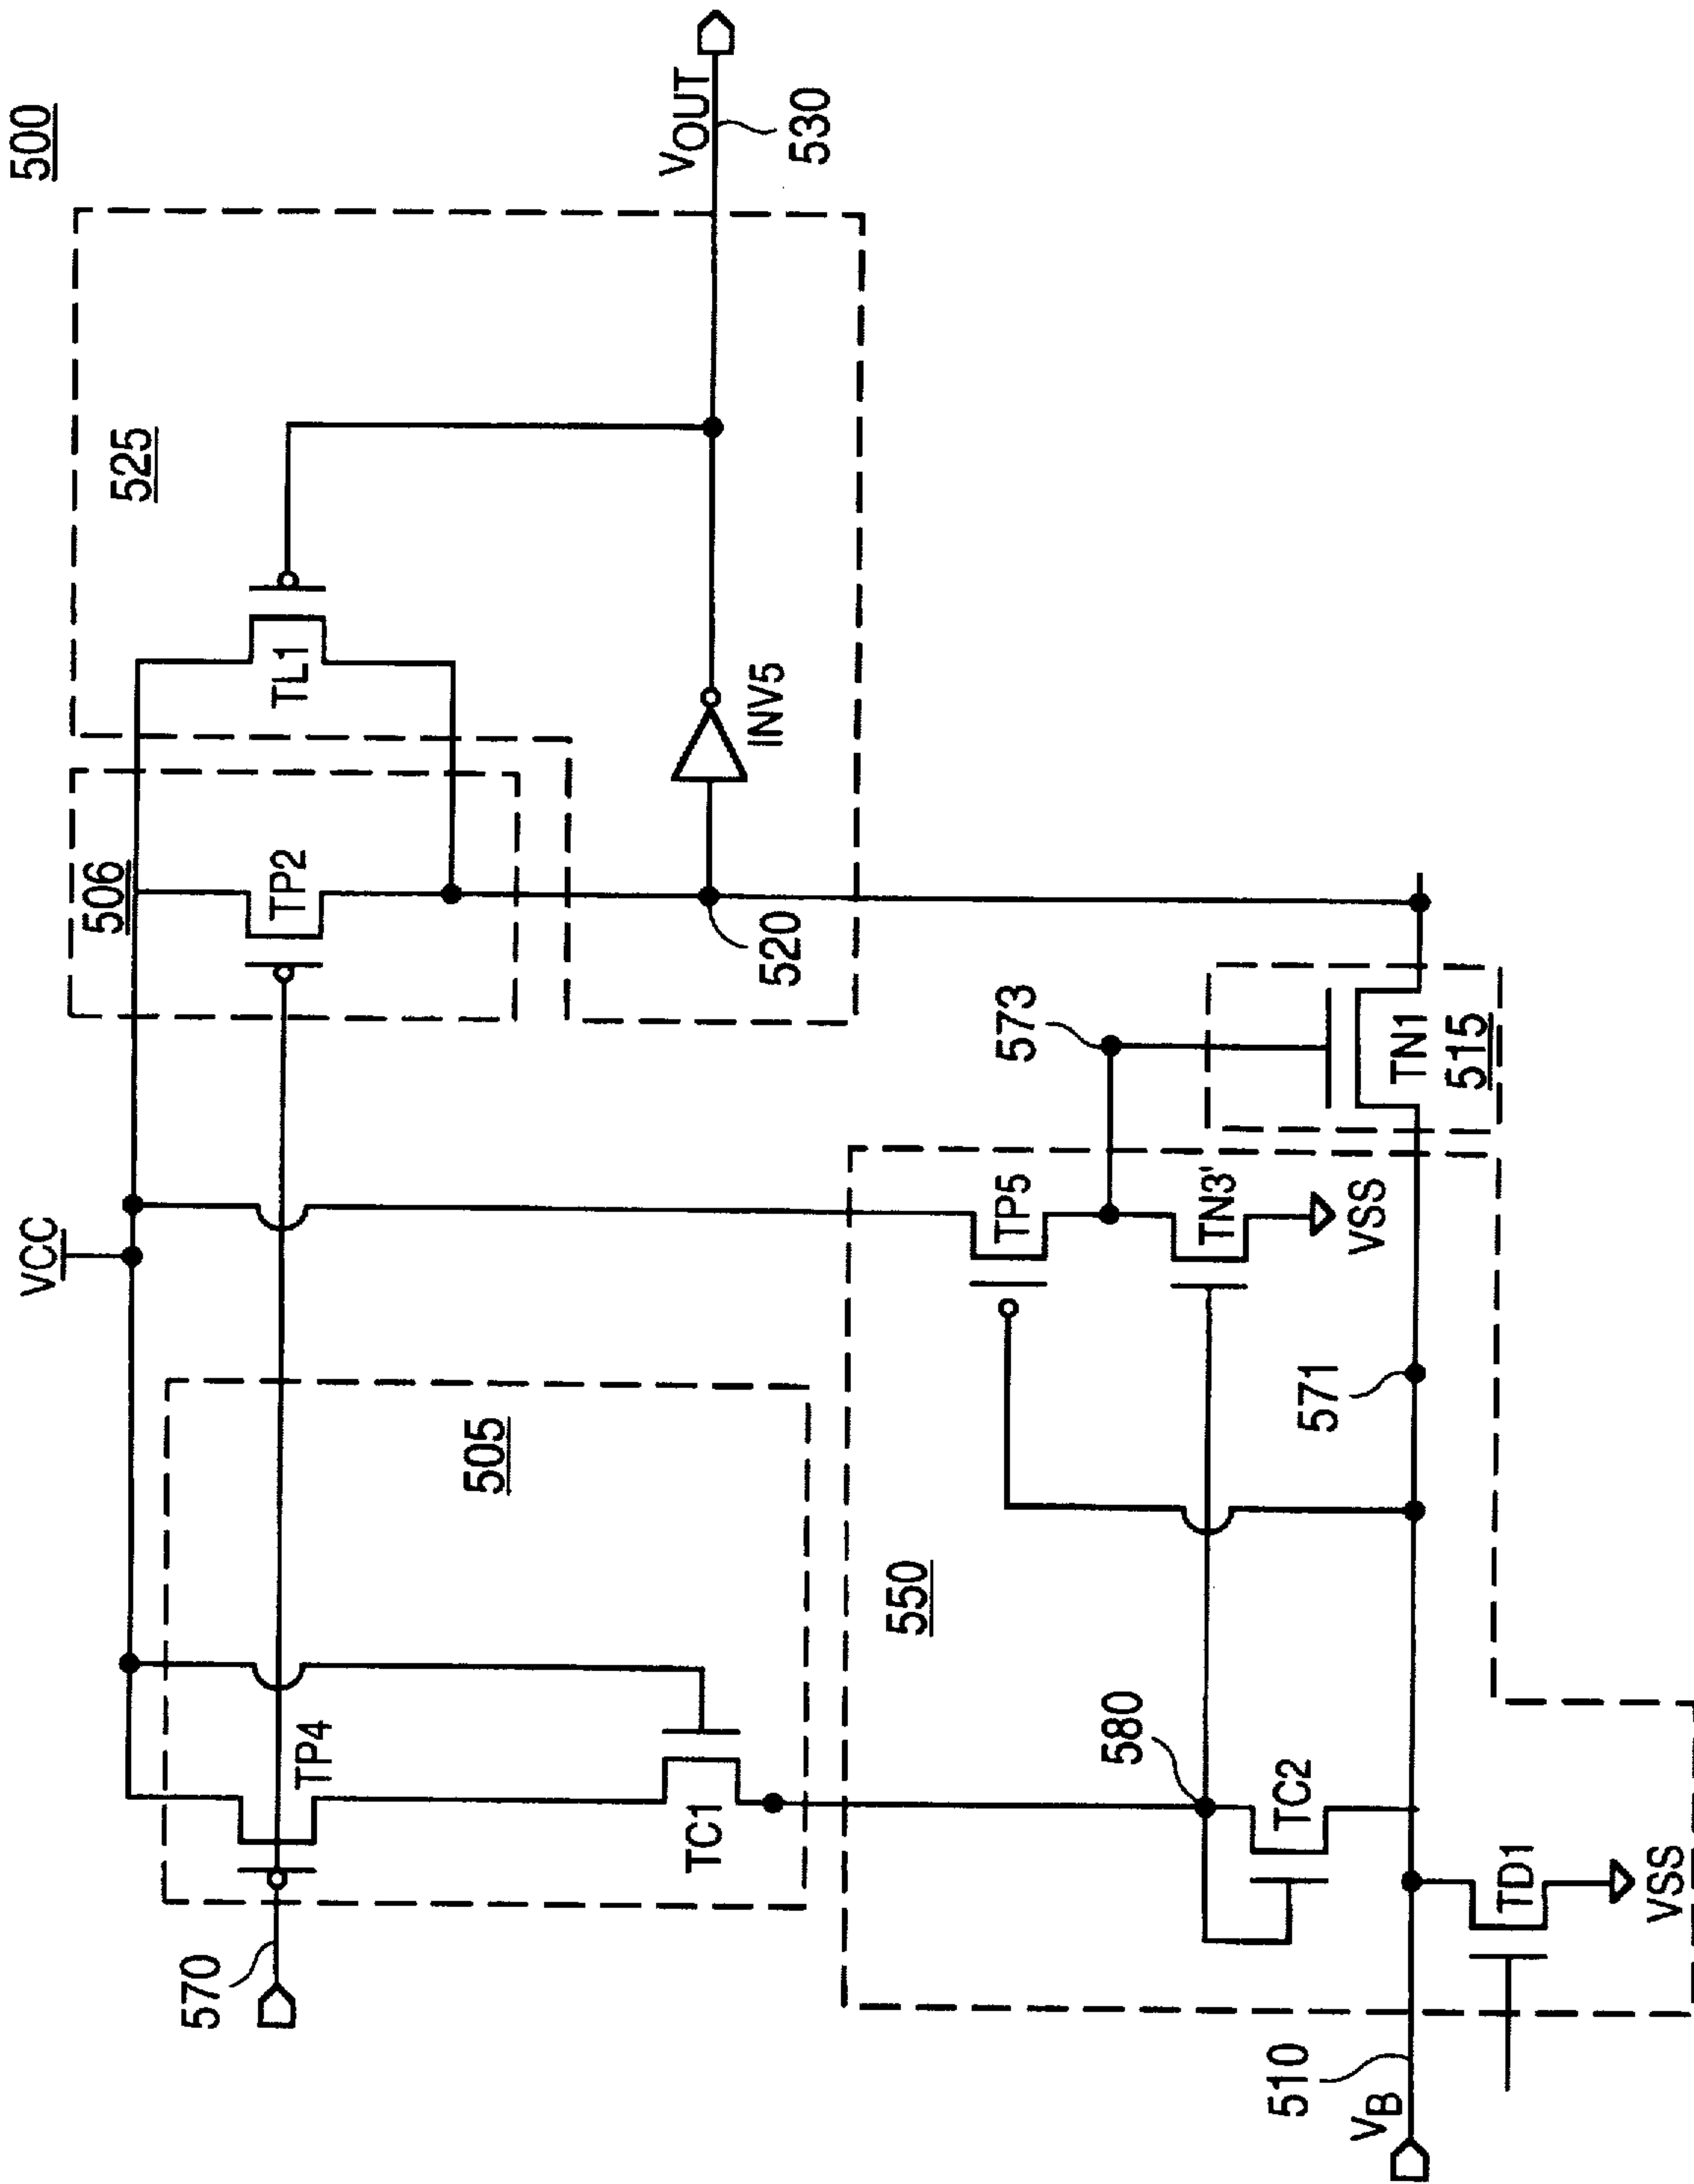 500
VCC
525
506
TL1
TP2
VOUT
530
INV5
520
570
TP4
505
TC1
573
550
TP5
TN3'
VSS
TN1
515
580
TC2
571
510
VB
TD1
VSS